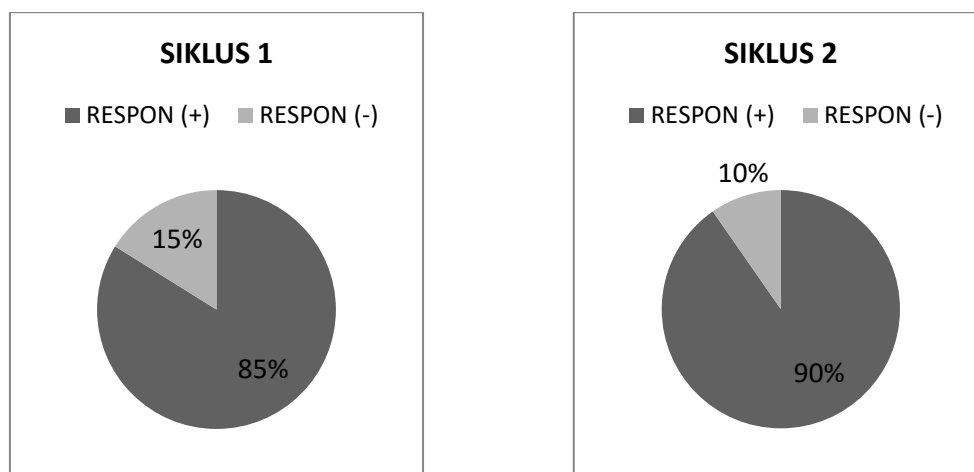 SIKLUS 1
RESPON (+) RESPON (-)
15%
85%
SIKLUS 2
RESPON (+) RESPON (-)
10%
90%